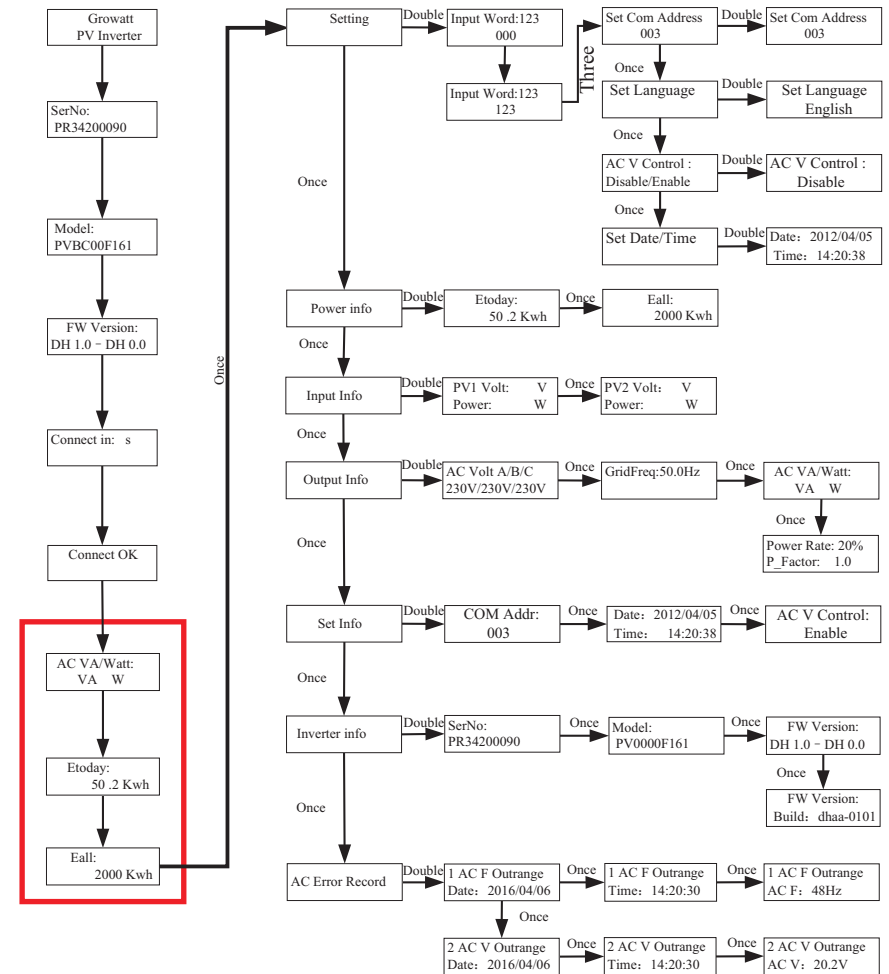 Growatt
PV Inverter
SerNo:
PR34200090
Model:
PVBC00F161
FW Version:
DH 1.0 - DH 0.0
Connect in: s
Connect OK
AC VA/Watt:
VA W
Etoday:
50 .2 Kwh
Eall:
2000 Kwh
Once
Setting
Double
Input Word:123
000
Input Word:123
123
Three
Set Com Address
003
Double
Set Com Address
003
Once
Set Language
Double
Set Language
English
Once
AC V Control :
Disable/Enable
Double
AC V Control :
Disable
Once
Set Date/Time
Double
Date: 2012/04/05
Time: 14:20:38
Once
Power info
Double
Etoday:
50 .2 Kwh
Once
Eall:
2000 Kwh
Once
Input Info
Double
PV1 Volt: V
Power: W
Once
PV2 Volt: V
Power: W
Once
Output Info
Double
AC Volt A/B/C
230V/230V/230V
Once
GridFreq:50.0Hz
Once
AC VA/Watt:
VA W
Once
Power Rate: 20%
P_Factor: 1.0
Once
Set Info
Double
COM Addr:
003
Once
Date: 2012/04/05
Time: 14:20:38
Once
AC V Control:
Enable
Once
Inverter info
Double
SerNo:
PR34200090
Once
Model:
PV0000F161
Once
FW Version:
DH 1.0 - DH 0.0
Once
FW Version:
Build: dhaa-0101
Once
AC Error Record
Double
1 AC F Outrange
Date: 2016/04/06
Once
1 AC F Outrange
Time: 14:20:30
Once
1 AC F Outrange
AC F: 48Hz
Once
2 AC V Outrange
Date: 2016/04/06
Once
2 AC V Outrange
Time: 14:20:30
Once
2 AC V Outrange
AC V: 20.2V